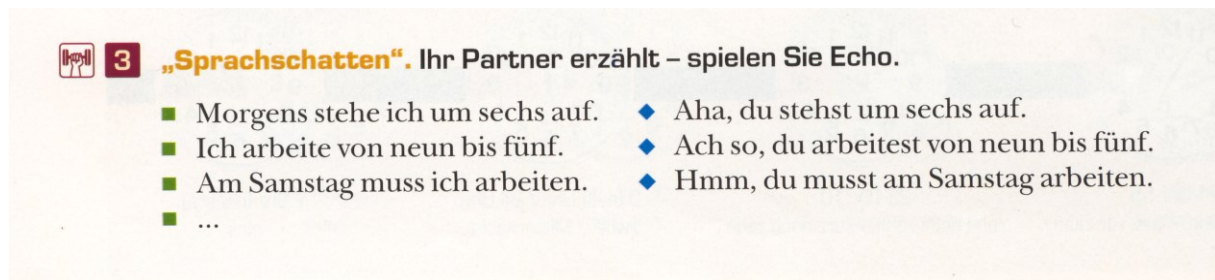 3 „Sprachschatten“. Ihr Partner erzählt – spielen Sie Echo.
■ Morgens stehe ich um sechs auf. ◆ Aha, du stehst um sechs auf.
■ Ich arbeite von neun bis fünf. ◆ Ach so, du arbeitest von neun bis fünf.
■ Am Samstag muss ich arbeiten. ◆ Hmm, du musst am Samstag arbeiten.
■ ...